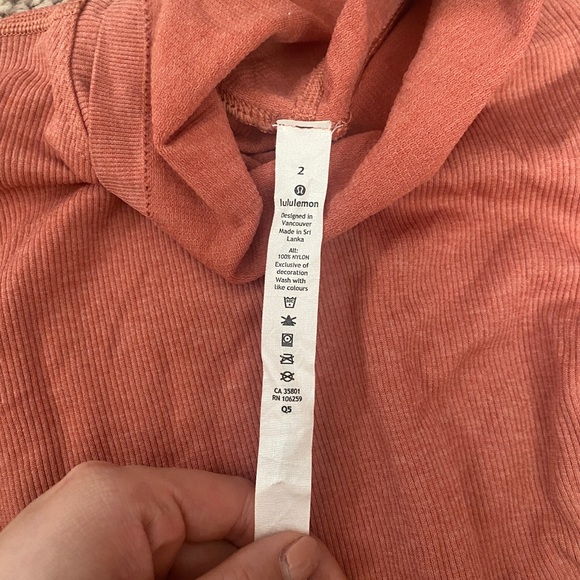 2
lululemon
Designed in
Vancouver
Made in Sri
Lanka
All:
100% NYLON
Exclusive of
decoration
Wash with
like colours
CA 35801
RN 106259
Q5